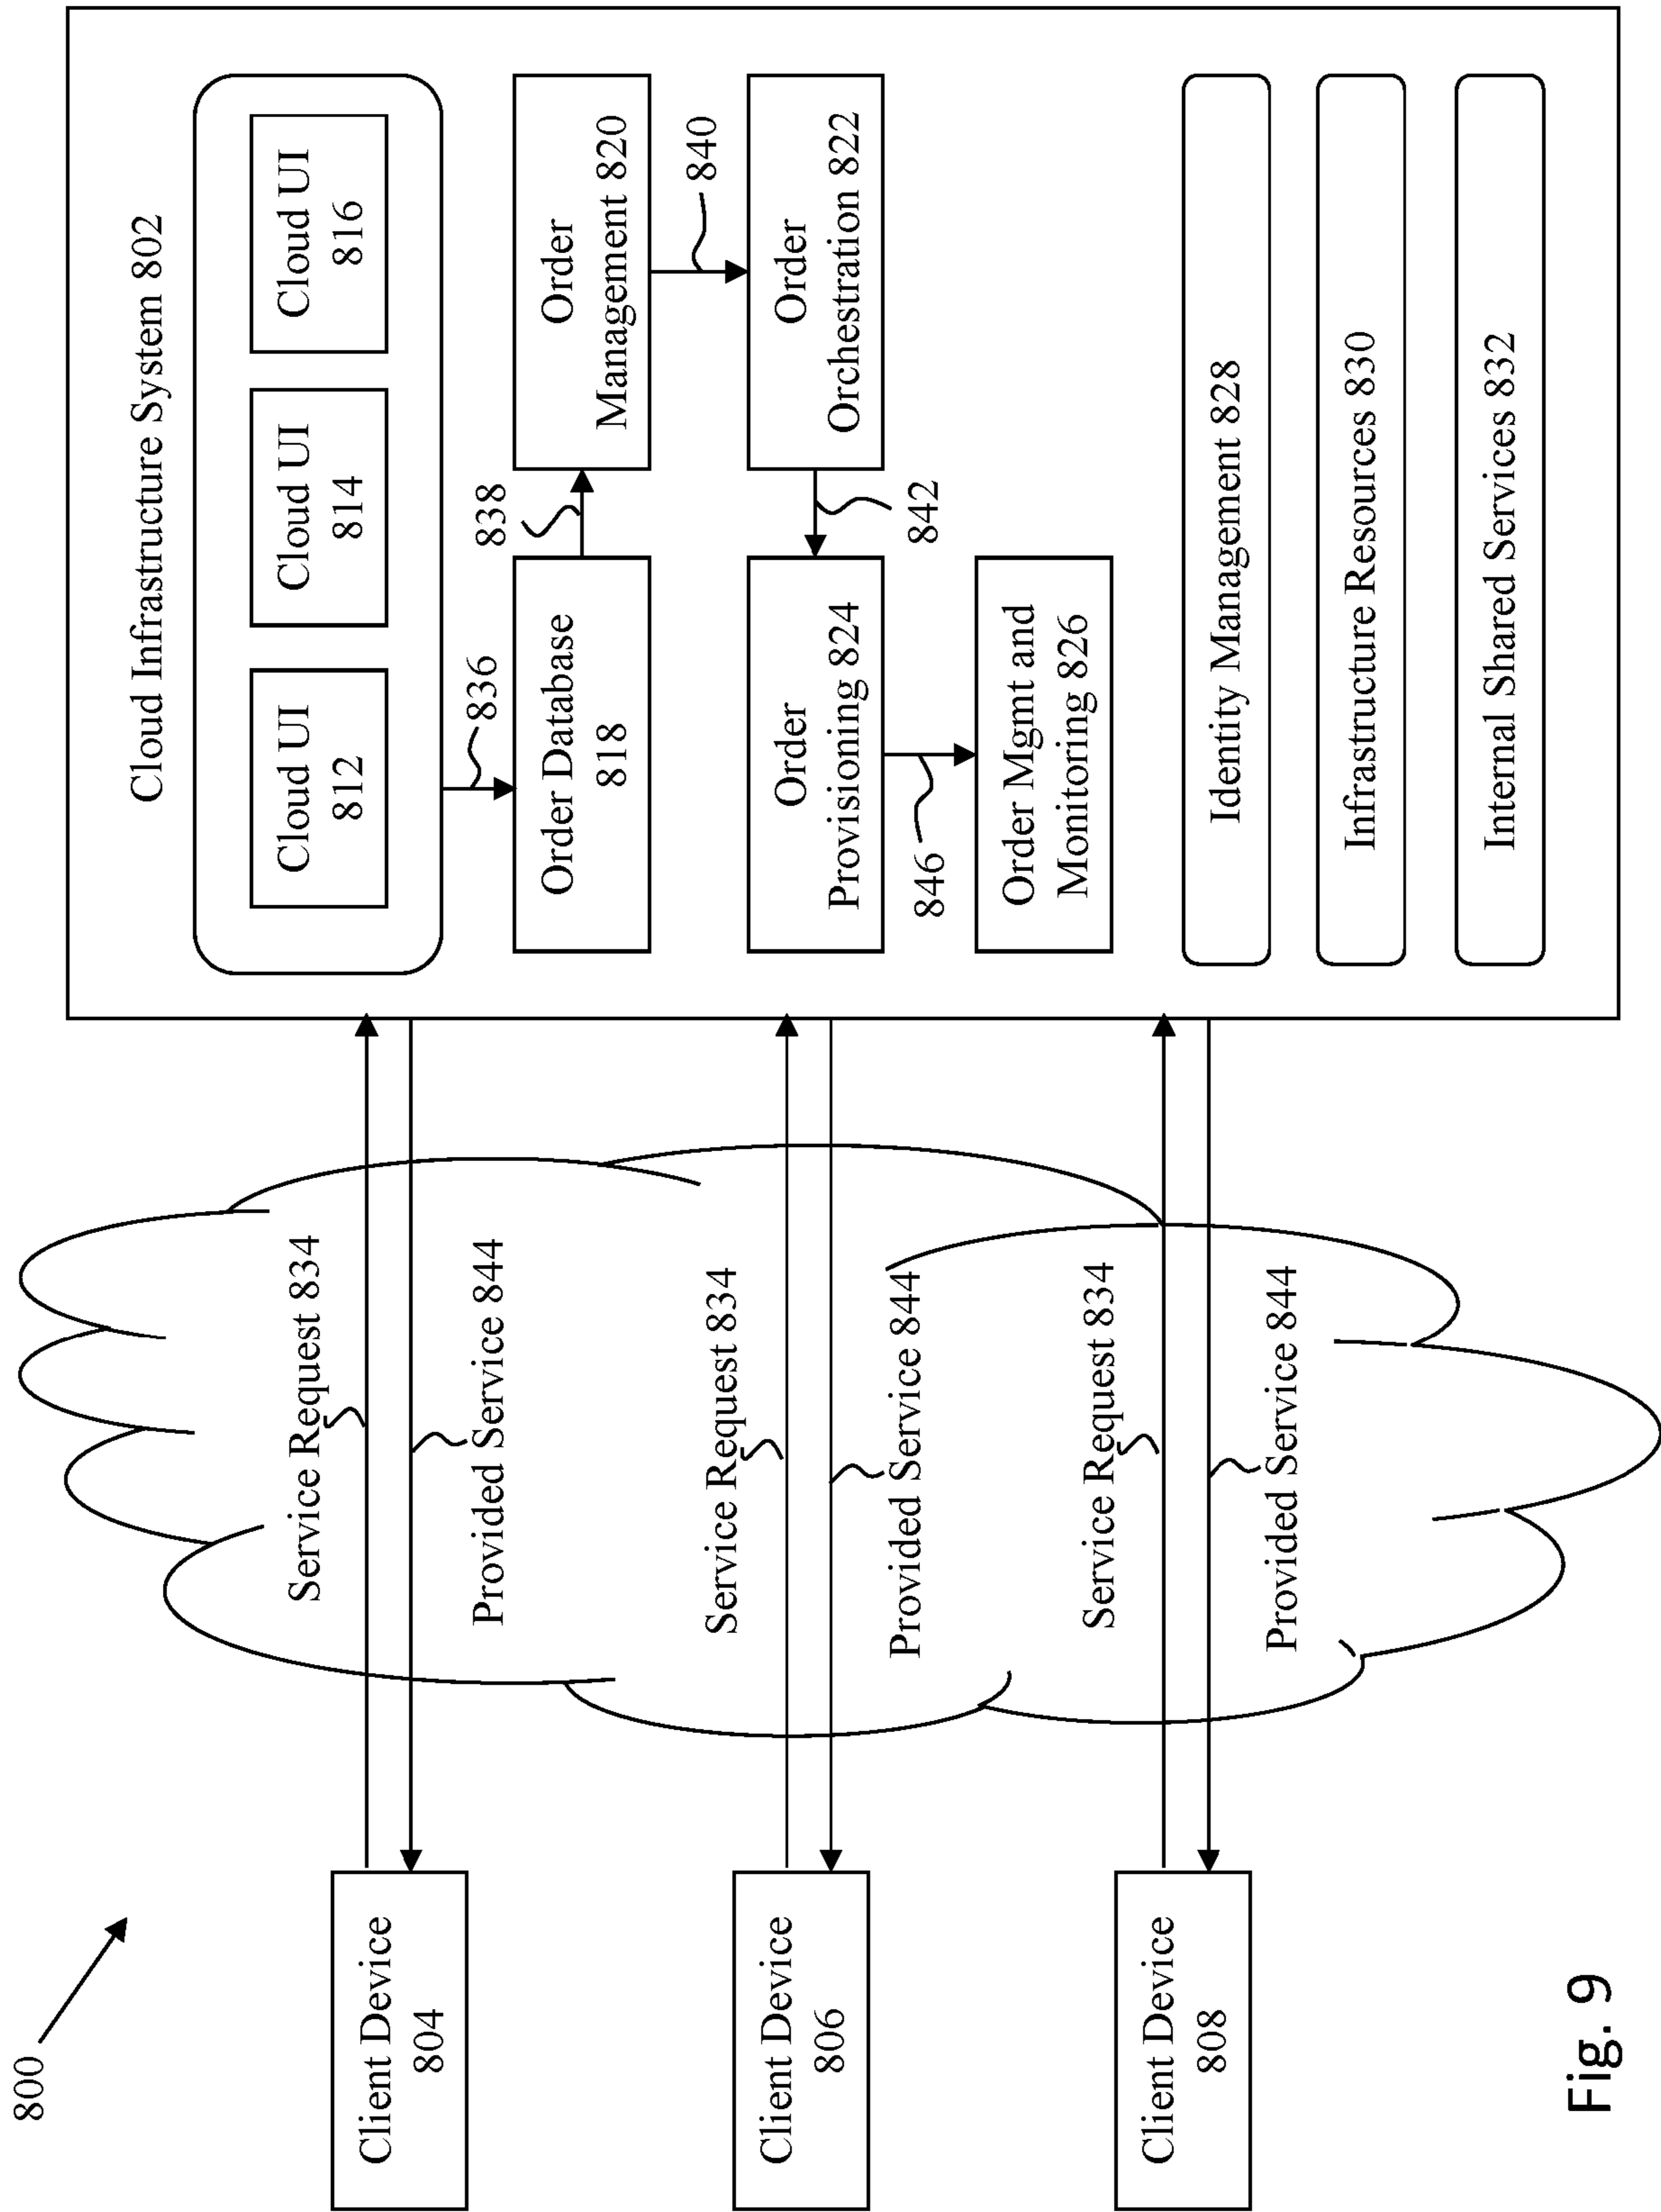 800
Cloud Infrastructure System 802
Cloud UI
812
Cloud UI
814
Cloud UI
816
836
Order Database
818
838
Order
Management 820
840
Order
Orchestration 822
842
Order
Provisioning 824
846
Order Mgmt and
Monitoring 826
Identity Management 828
Infrastructure Resources 830
Internal Shared Services 832
Client Device
804
Service Request 834
Provided Service 844
Client Device
806
Service Request 834
Provided Service 844
Client Device
808
Service Request 834
Provided Service 844
Fig. 9